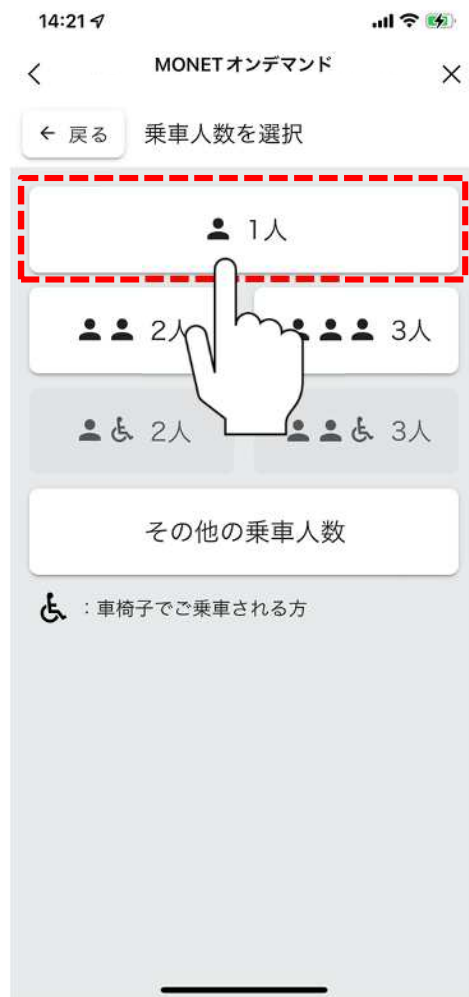 14:21
MONETオンデマンド
← 戻る 乗車人数を選択
1人
2人 3人
2人 3人
その他の乗車人数
：車椅子でご乗車される方